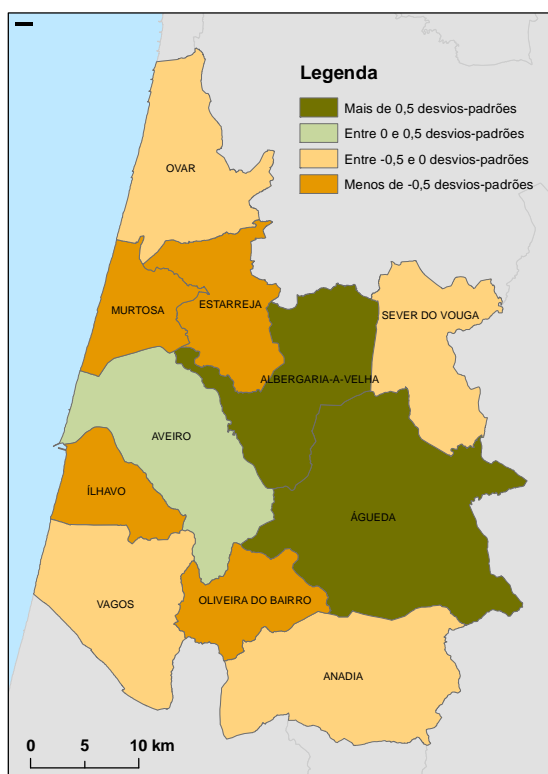 Legenda
Mais de 0,5 desvios-padrões
Entre 0 e 0,5 desvios-padrões
Entre -0,5 e 0 desvios-padrões
Menos de -0,5 desvios-padrões
OVAR
MURTOSA
ESTARREJA
SEVER DO VOUGA
ALBERGARIA-A-VELHA
AVEIRO
ÍLHAVO
ÁGUEDA
VAGOS
OLIVEIRA DO BAIRRO
ANADIA
0 5 10 km